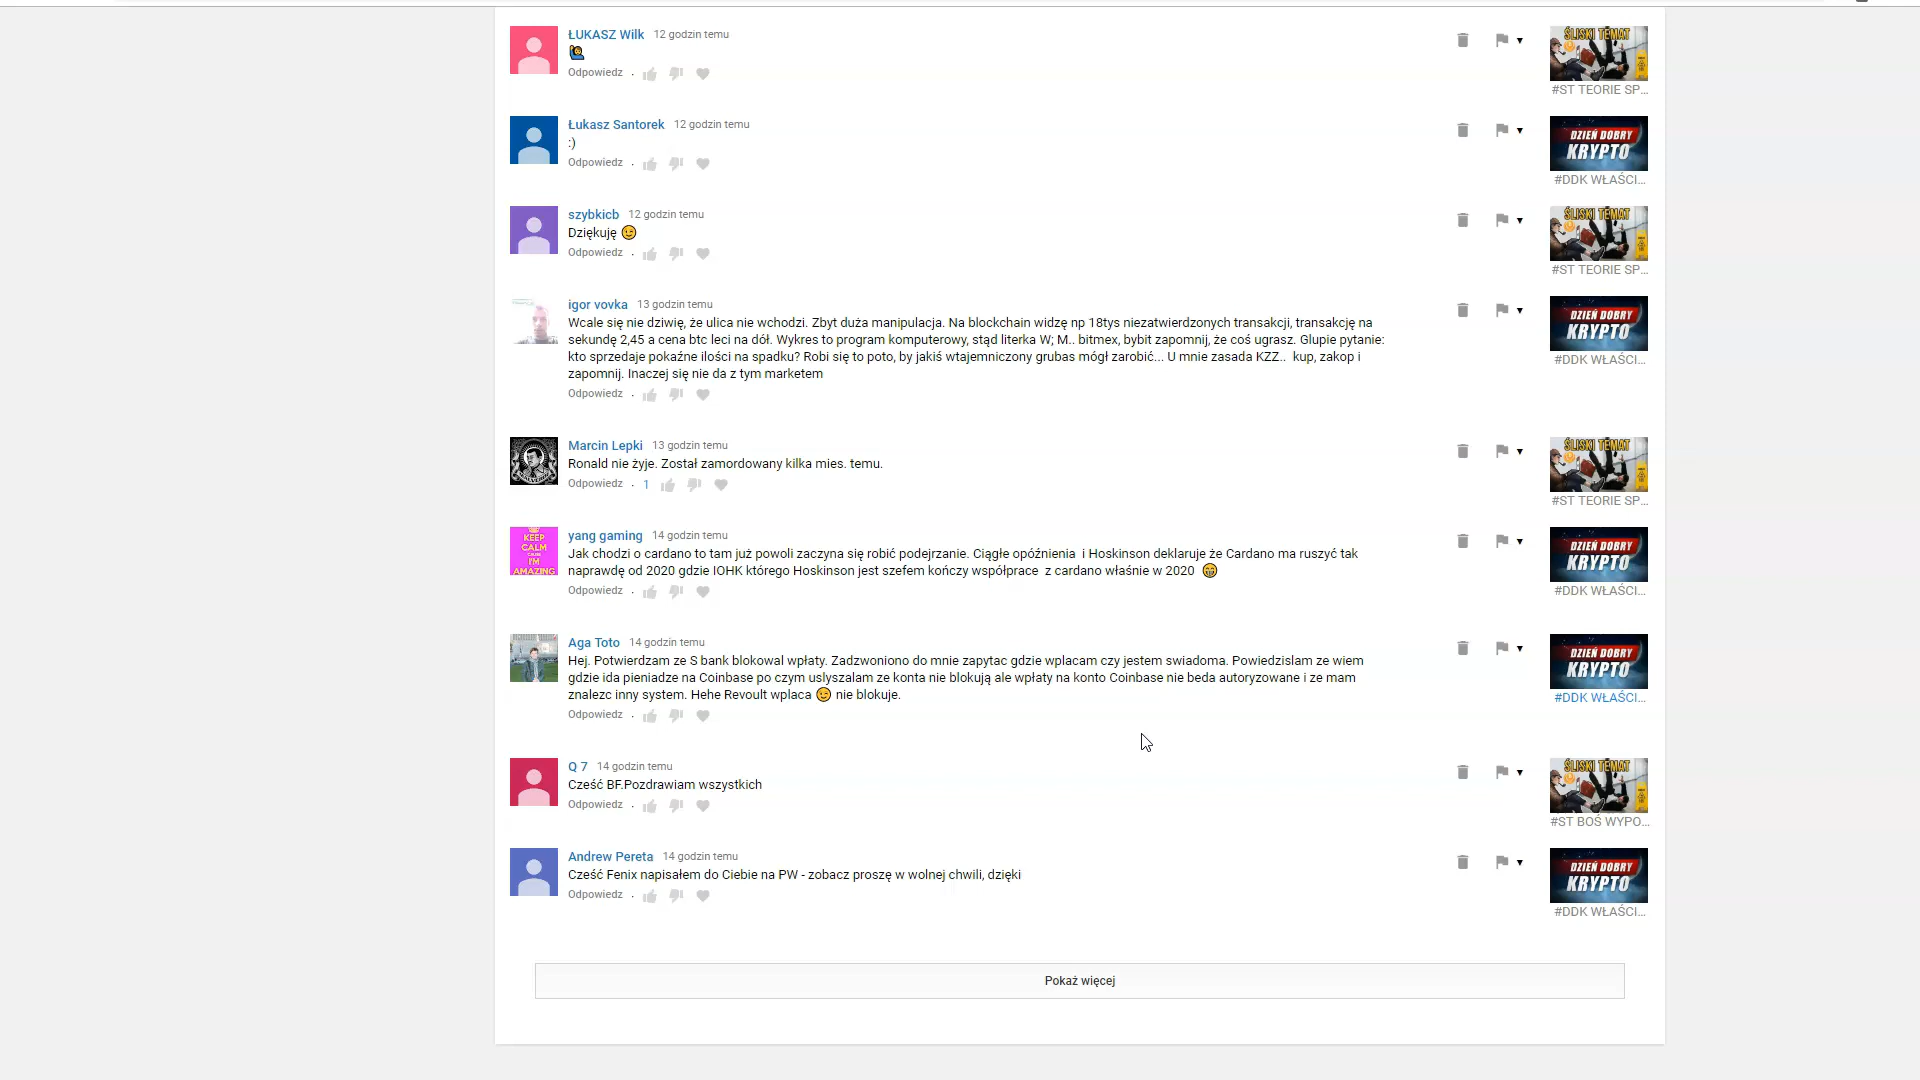 ŁUKASZ Wilk 12 godzin temu
Odpowiedz .
ŚLISKI TEMAT
#ST TEORIE SP...
Łukasz Santorek 12 godzin temu
:)
Odpowiedz .
DZIEŃ DOBRY
KRYPTO
#DDK WŁAŚCI...
szybkicb 12 godzin temu
Dziękuję 😉
Odpowiedz .
ŚLISKI TEMAT
#ST TEORIE SP...
igor vovka 13 godzin temu
Wcale się nie dziwię, że ulica nie wchodzi. Zbyt duża manipulacja. Na blockchain widzę np 18tys niezatwierdzonych transakcji, transakcję na
sekundę 2,45 a cena btc leci na dół. Wykres to program komputerowy, stąd literka W; M.. bitmex, bybit zapomnij, że coś ugrasz. Glupie pytanie:
kto sprzedaje pokaźne ilości na spadku? Robi się to poto, by jakiś wtajemniczony grubas mógł zarobić... U mnie zasada KZZ.. kup, zakop i
zapomnij. Inaczej się nie da z tym marketem
Odpowiedz .
DZIEŃ DOBRY
KRYPTO
#DDK WŁAŚCI...
Marcin Lepki 13 godzin temu
Ronald nie żyje. Został zamordowany kilka mies. temu.
Odpowiedz . 1
ŚLISKI TEMAT
#ST TEORIE SP...
KEEP
CALM
I'M
AMAZING
yang gaming 14 godzin temu
Jak chodzi o cardano to tam już powoli zaczyna się robić podejrzanie. Ciągłe opóźnienia i Hoskinson deklaruje że Cardano ma ruszyć tak
naprawdę od 2020 gdzie IOHK którego Hoskinson jest szefem kończy współprace z cardano właśnie w 2020 😁
Odpowiedz .
DZIEŃ DOBRY
KRYPTO
#DDK WŁAŚCI...
Aga Toto 14 godzin temu
Hej. Potwierdzam ze S bank blokowal wpłaty. Zadzwoniono do mnie zapytac gdzie wplacam czy jestem swiadoma. Powiedzislam ze wiem
gdzie ida pieniadze na Coinbase po czym uslyszalam ze konta nie blokują ale wpłaty na konto Coinbase nie beda autoryzowane i ze mam
znalezc inny system. Hehe Revoult wplaca 😉 nie blokuje.
Odpowiedz .
DZIEŃ DOBRY
KRYPTO
#DDK WŁAŚCI...
Q 7 14 godzin temu
Cześć BF.Pozdrawiam wszystkich
Odpowiedz .
ŚLISKI TEMAT
#ST BOŚ WYPO...
Andrew Pereta 14 godzin temu
Cześć Fenix napisałem do Ciebie na PW - zobacz proszę w wolnej chwili, dzięki
Odpowiedz .
DZIEŃ DOBRY
KRYPTO
#DDK WŁAŚCI...
Pokaż więcej